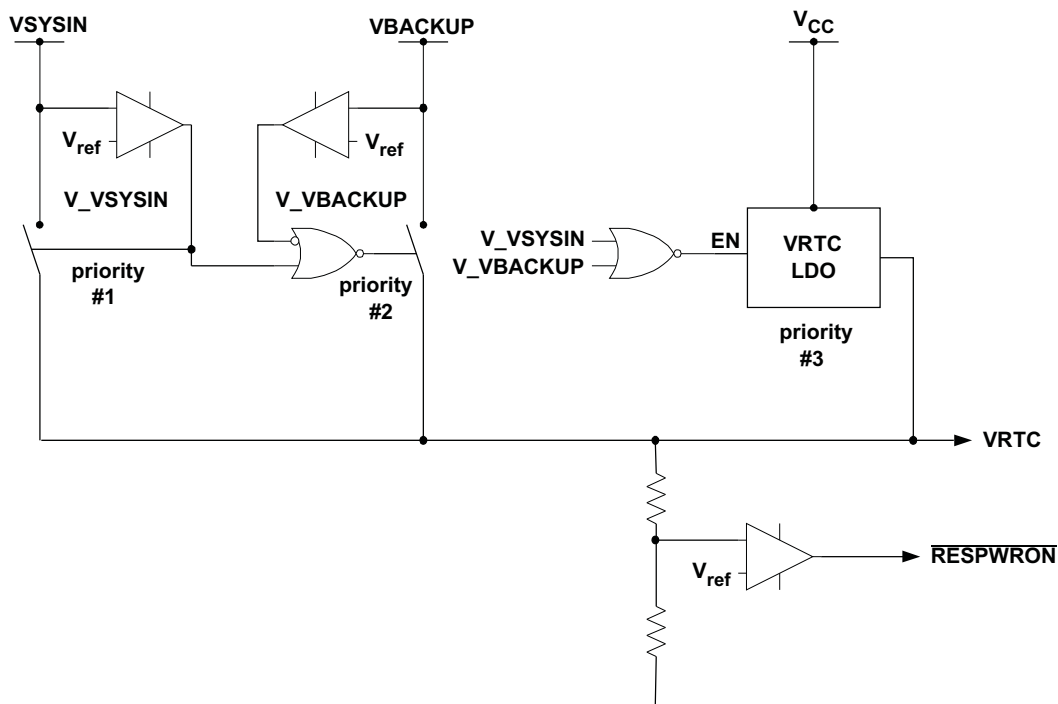 VSYSIN
VBACKUP
VCC
Vref
Vref
V_VSYSIN
V_VBACKUP
priority
#1
priority
#2
V_VSYSIN
V_VBACKUP
EN
VRTC
LDO
priority
#3
VRTC
Vref
RESPWRON